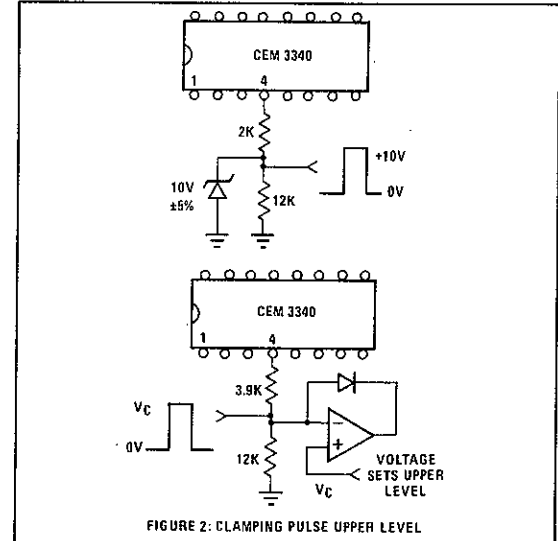 CEM 3340
1 4
2K
10V
±5%
12K
+10V
0V
CEM 3340
1 4
3.9K
VC
0V
12K
−
+
VOLTAGE
SETS UPPER
LEVEL
VC
FIGURE 2: CLAMPING PULSE UPPER LEVEL